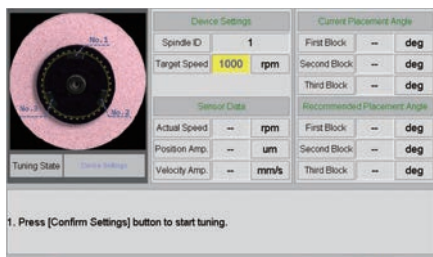 No.1
No.3
No.2
Tuning State
Device Settings
Device Settings
Spindle ID 1
Target Speed 1000 rpm
Sensor Data
Actual Speed -- rpm
Position Amp. -- um
Velocity Amp. -- mm/s
Current Placement Angle
First Block -- deg
Second Block -- deg
Third Block -- deg
Recommended Placement Angle
First Block -- deg
Second Block -- deg
Third Block -- deg
1. Press [Confirm Settings] button to start tuning.